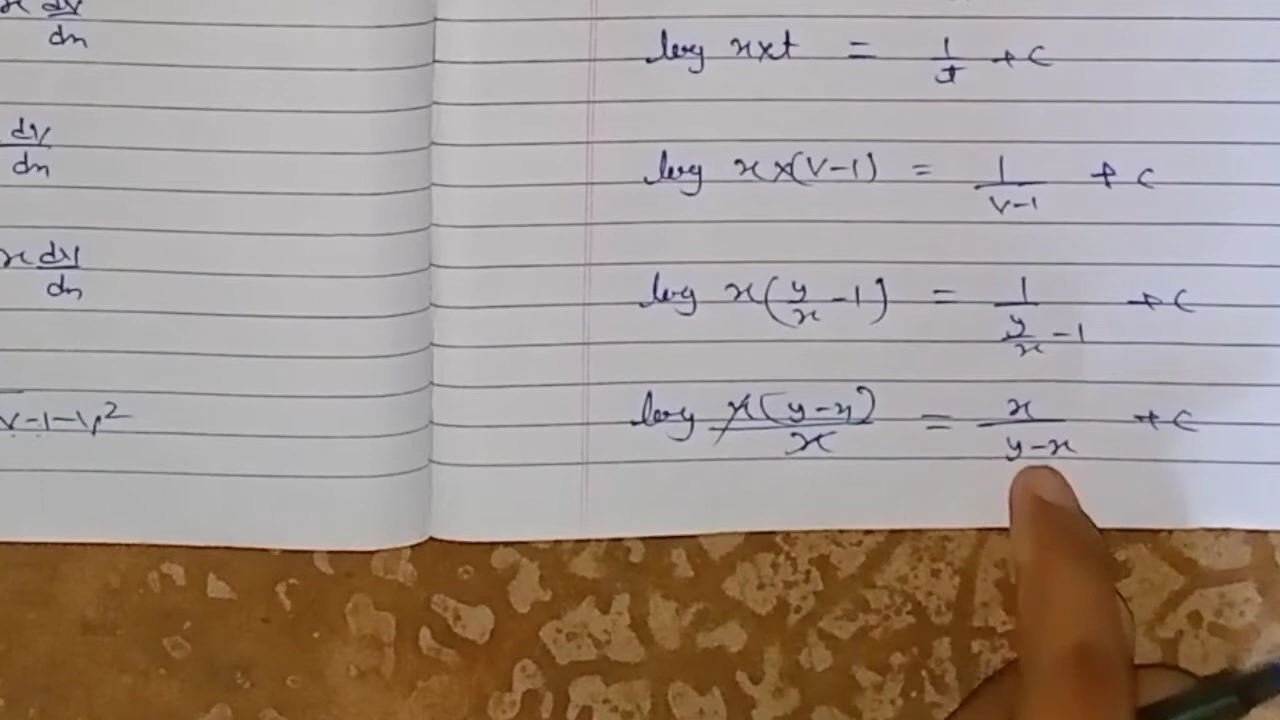 x dv/dx
dv/dx
x dv/dx
v-1-v²
log x×t = 1/t + c
log x×(v-1) = 1/(v-1) + c
log x(y/x -1) = 1/(y/x -1) + c
log x(y-x)/x = x/(y-x) + c